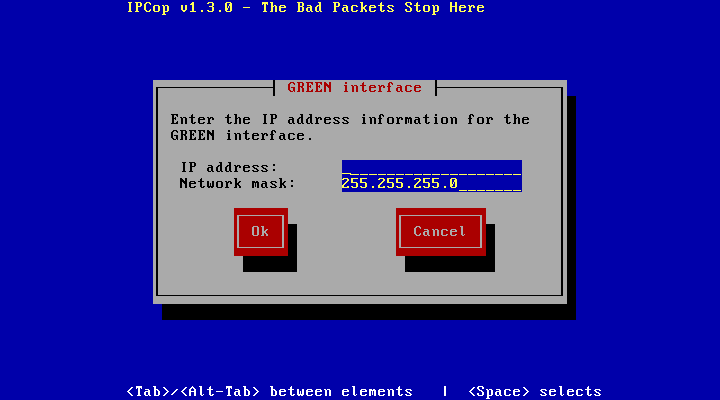 IPCop v1.3.0 - The Bad Packets Stop Here
GREEN interface
Enter the IP address information for the
GREEN interface.
IP address:
Network mask: 255.255.255.0
Ok Cancel
<Tab>/<Alt-Tab> between elements | <Space> selects